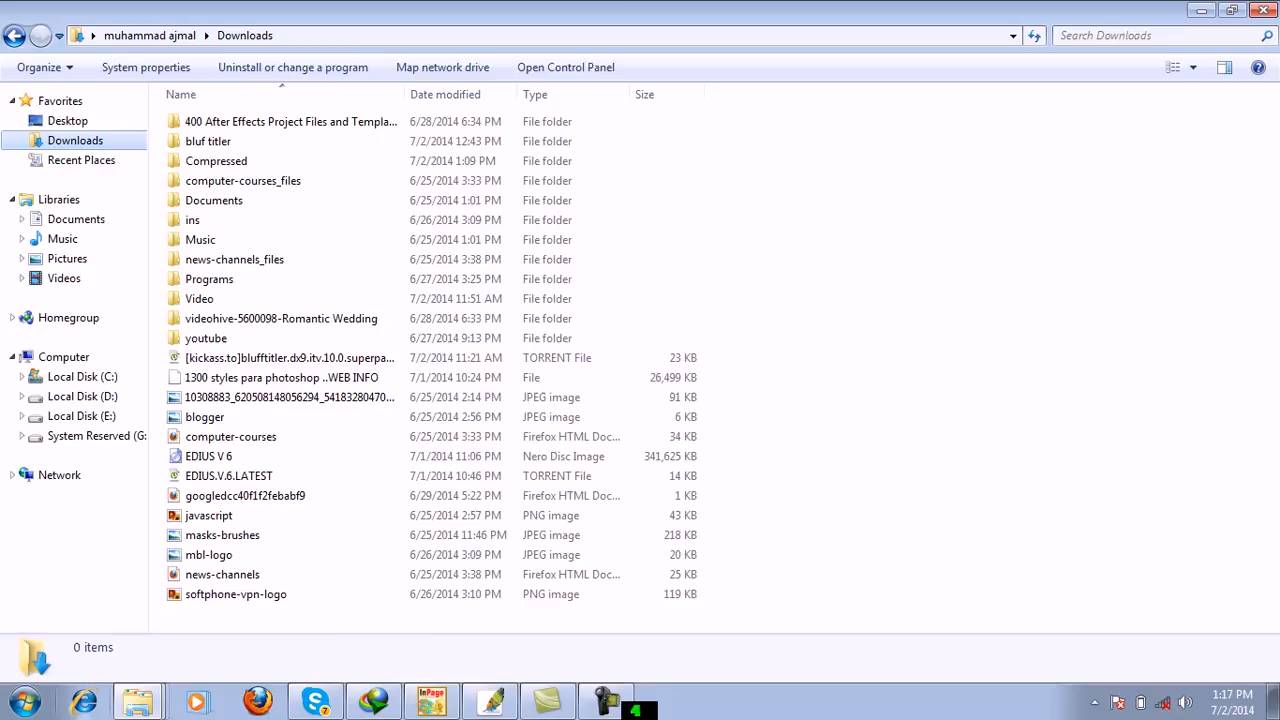 muhammad ajmal Downloads Search Downloads
Organize System properties Uninstall or change a program Map network drive Open Control Panel
Name Date modified Type Size
Favorites
Desktop
Downloads
Recent Places
Libraries
Documents
Music
Pictures
Videos
Homegroup
Computer
Local Disk (C:)
Local Disk (D:)
Local Disk (E:)
System Reserved (G:
Network
400 After Effects Project Files and Templa... 6/28/2014 6:34 PM File folder
bluf titler 7/2/2014 12:43 PM File folder
Compressed 7/2/2014 1:09 PM File folder
computer-courses_files 6/25/2014 3:33 PM File folder
Documents 6/25/2014 1:01 PM File folder
ins 6/26/2014 3:09 PM File folder
Music 6/25/2014 1:01 PM File folder
news-channels_files 6/25/2014 3:38 PM File folder
Programs 6/27/2014 3:25 PM File folder
Video 7/2/2014 11:51 AM File folder
videohive-5600098-Romantic Wedding 6/28/2014 6:33 PM File folder
youtube 6/27/2014 9:13 PM File folder
[kickass.to]blufftitler.dx9.itv.10.0.superpa... 7/2/2014 11:21 AM TORRENT File 23 KB
1300 styles para photoshop ..WEB INFO 7/1/2014 10:24 PM File 26,499 KB
10308883_620508148056294_54183280470... 6/25/2014 2:14 PM JPEG image 91 KB
blogger 6/25/2014 2:56 PM JPEG image 6 KB
computer-courses 6/25/2014 3:33 PM Firefox HTML Doc... 34 KB
EDIUS V 6 7/1/2014 11:06 PM Nero Disc Image 341,625 KB
EDIUS.V.6.LATEST 7/1/2014 10:46 PM TORRENT File 14 KB
googledcc40f1f2febabf9 6/29/2014 5:22 PM Firefox HTML Doc... 1 KB
javascript 6/25/2014 2:57 PM PNG image 43 KB
masks-brushes 6/25/2014 11:46 PM JPEG image 218 KB
mbl-logo 6/26/2014 3:09 PM JPEG image 20 KB
news-channels 6/25/2014 3:38 PM Firefox HTML Doc... 25 KB
softphone-vpn-logo 6/26/2014 3:10 PM PNG image 119 KB
0 items
7
InPage
4
1:17 PM
7/2/2014